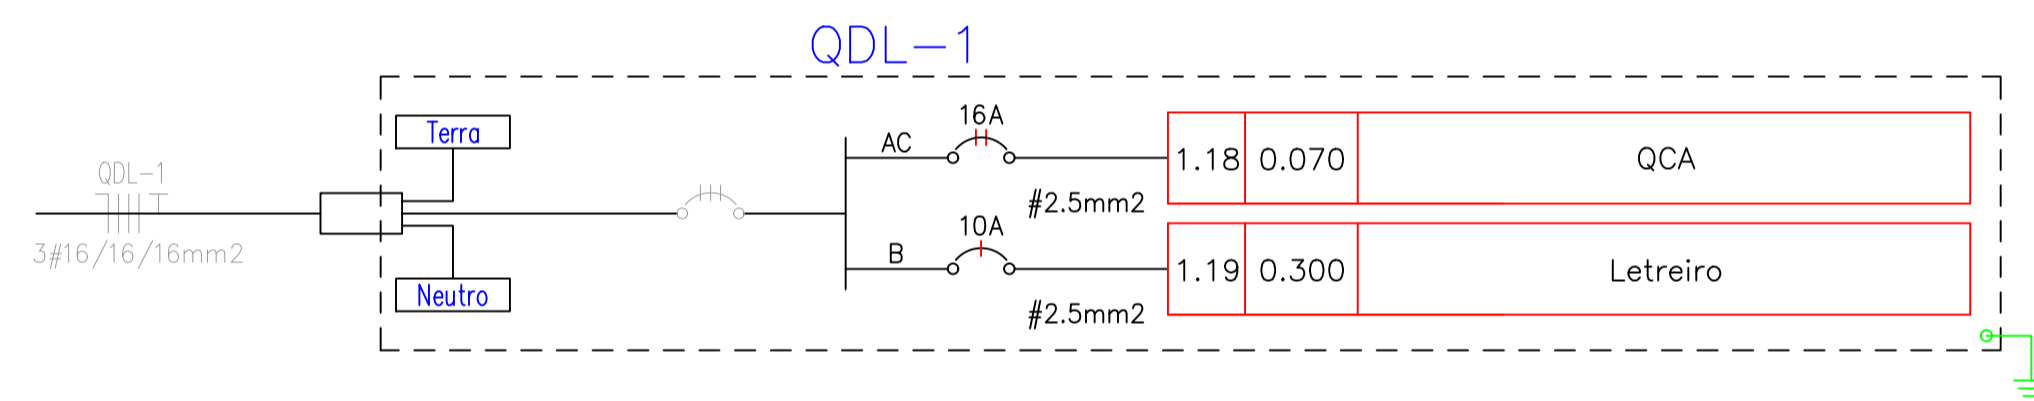 QDL-1
Terra
QDL-1
3#16/16/16mm2
Neutro
AC
16A
#2.5mm2
1.18 0.070 QCA
B
10A
#2.5mm2
1.19 0.300 Letreiro